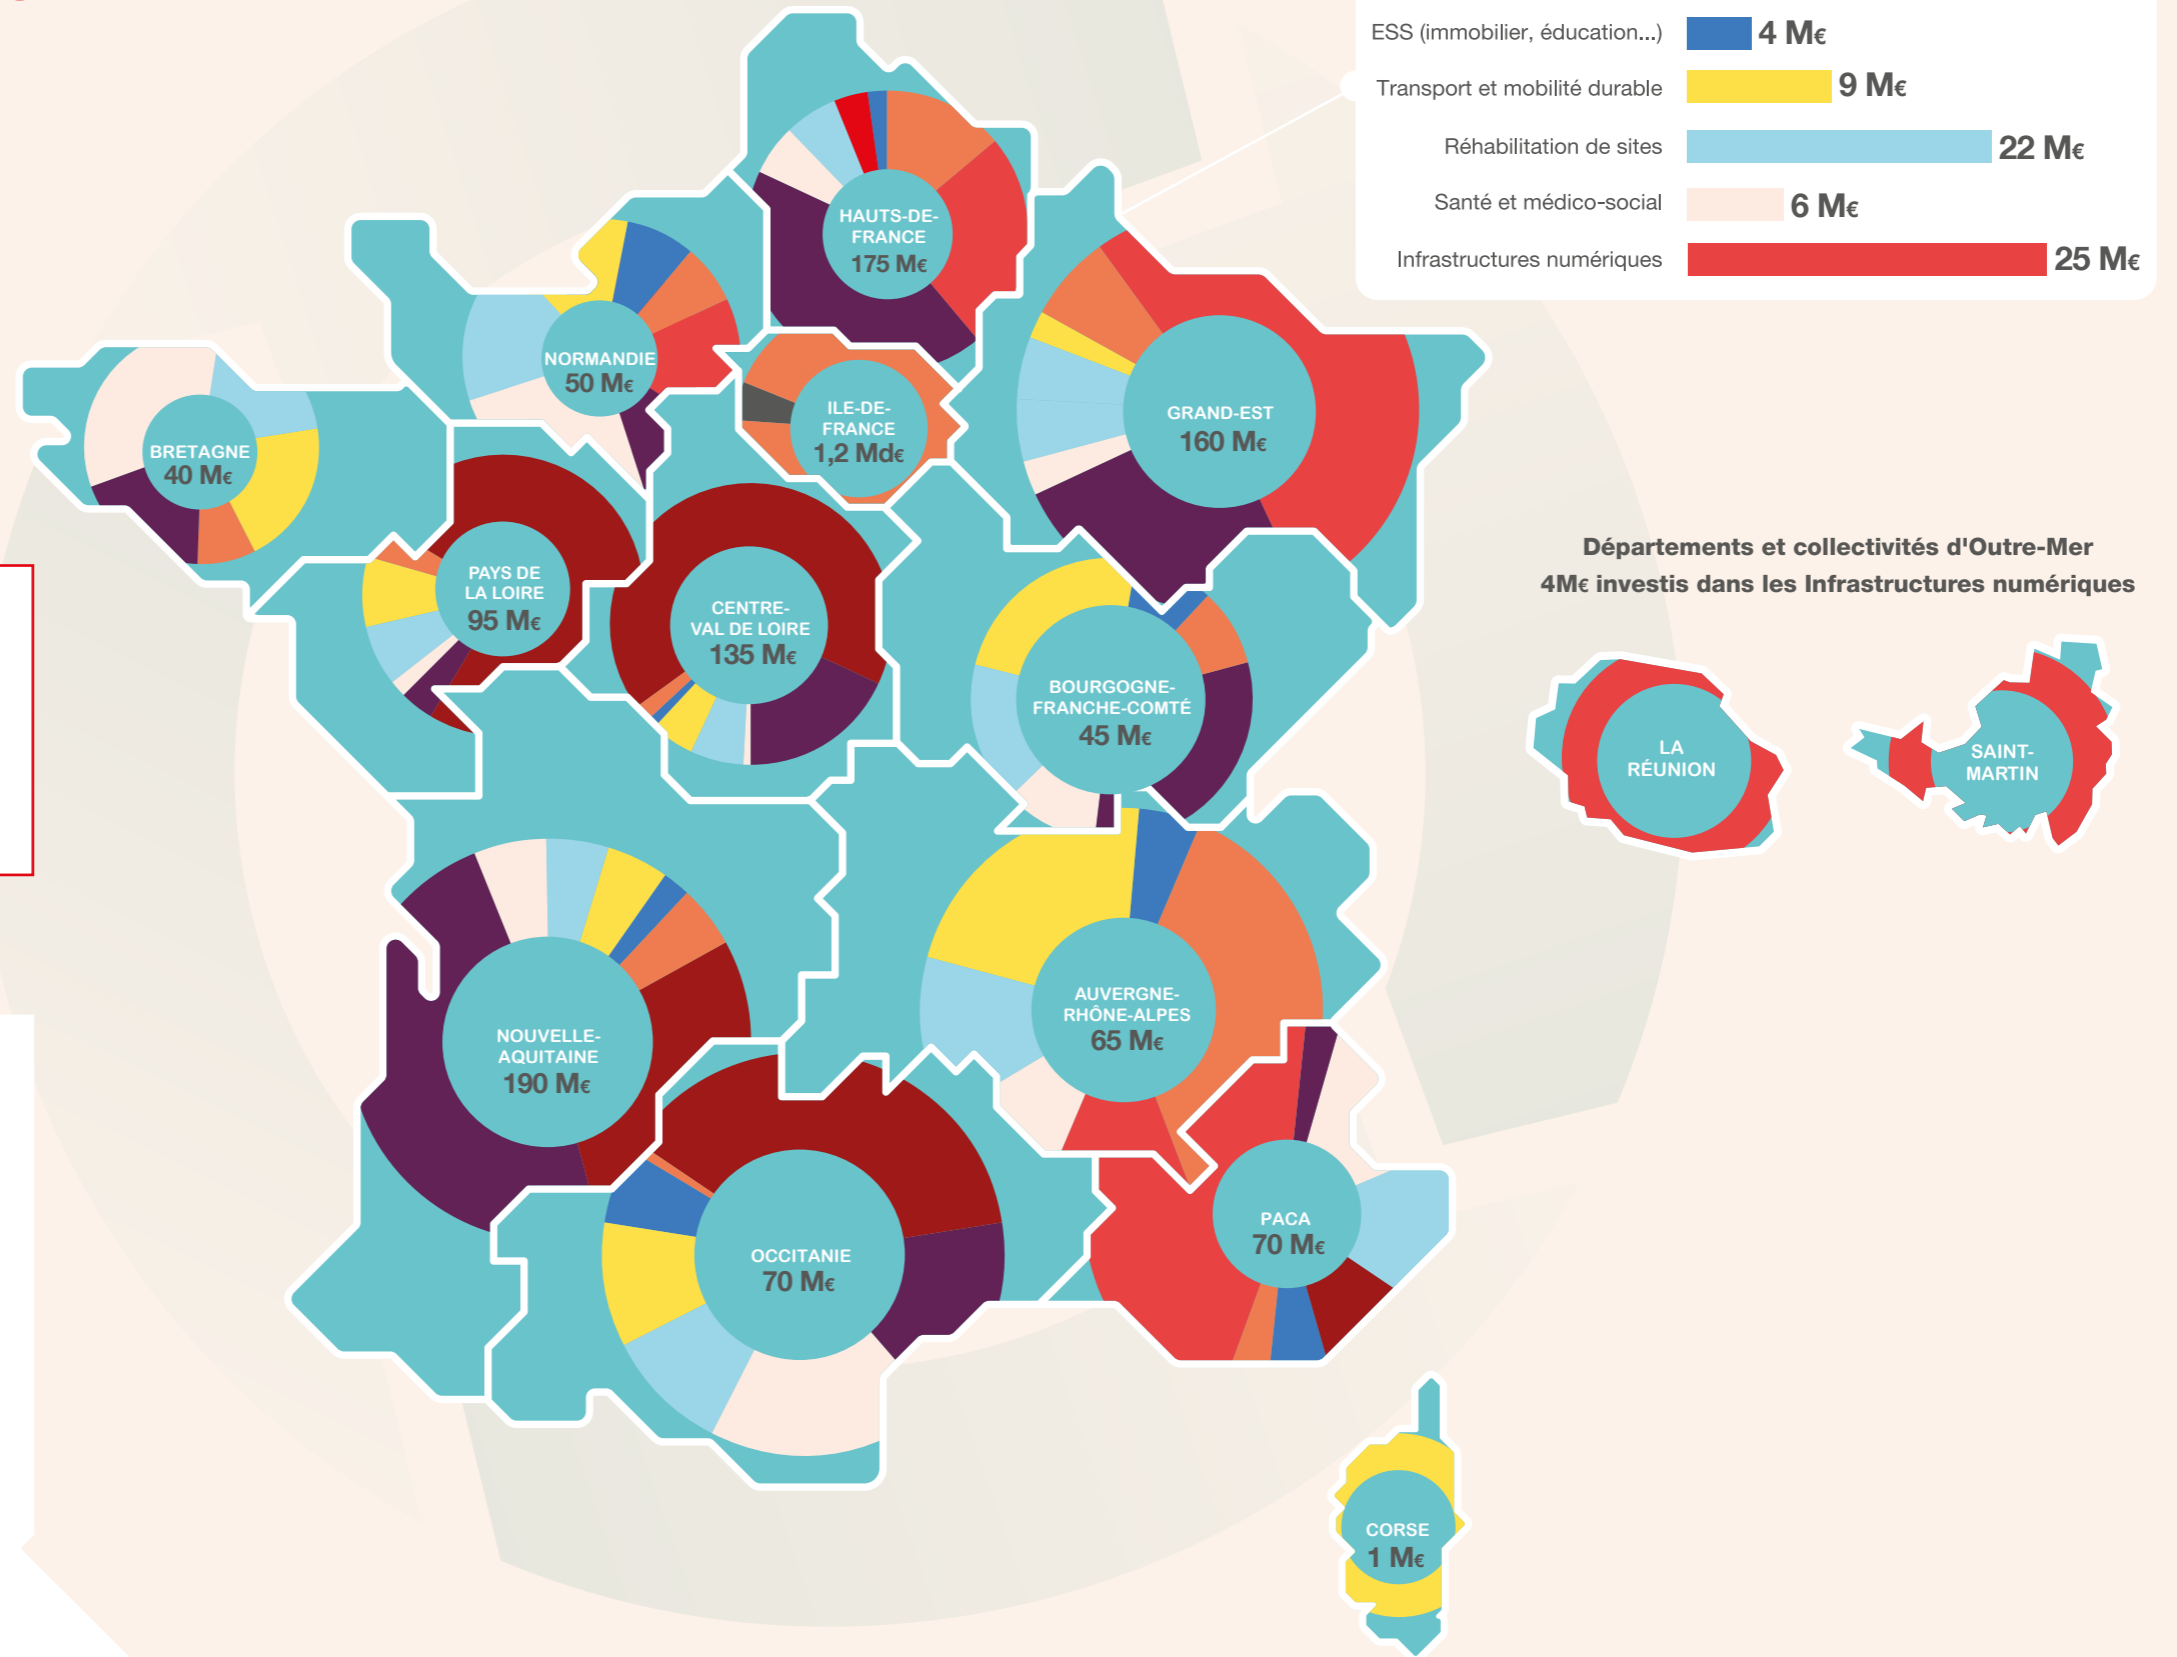 ESS (immobilier, éducation...)
4 M€
Transport et mobilité durable
9 M€
Réhabilitation de sites
22 M€
Santé et médico-social
6 M€
Infrastructures numériques
25 M€
HAUTS-DE-
FRANCE
175 M€
NORMANDIE
50 M€
ILE-DE-
FRANCE
1,2 Md€
GRAND-EST
160 M€
BRETAGNE
40 M€
PAYS DE
LA LOIRE
95 M€
CENTRE-
VAL DE LOIRE
135 M€
BOURGOGNE-
FRANCHE-COMTÉ
45 M€
Départements et collectivités d'Outre-Mer
4M€ investis dans les Infrastructures numériques
LA
RÉUNION
SAINT-
MARTIN
NOUVELLE-
AQUITAINE
190 M€
AUVERGNE-
RHÔNE-ALPES
65 M€
OCCITANIE
70 M€
PACA
70 M€
CORSE
1 M€